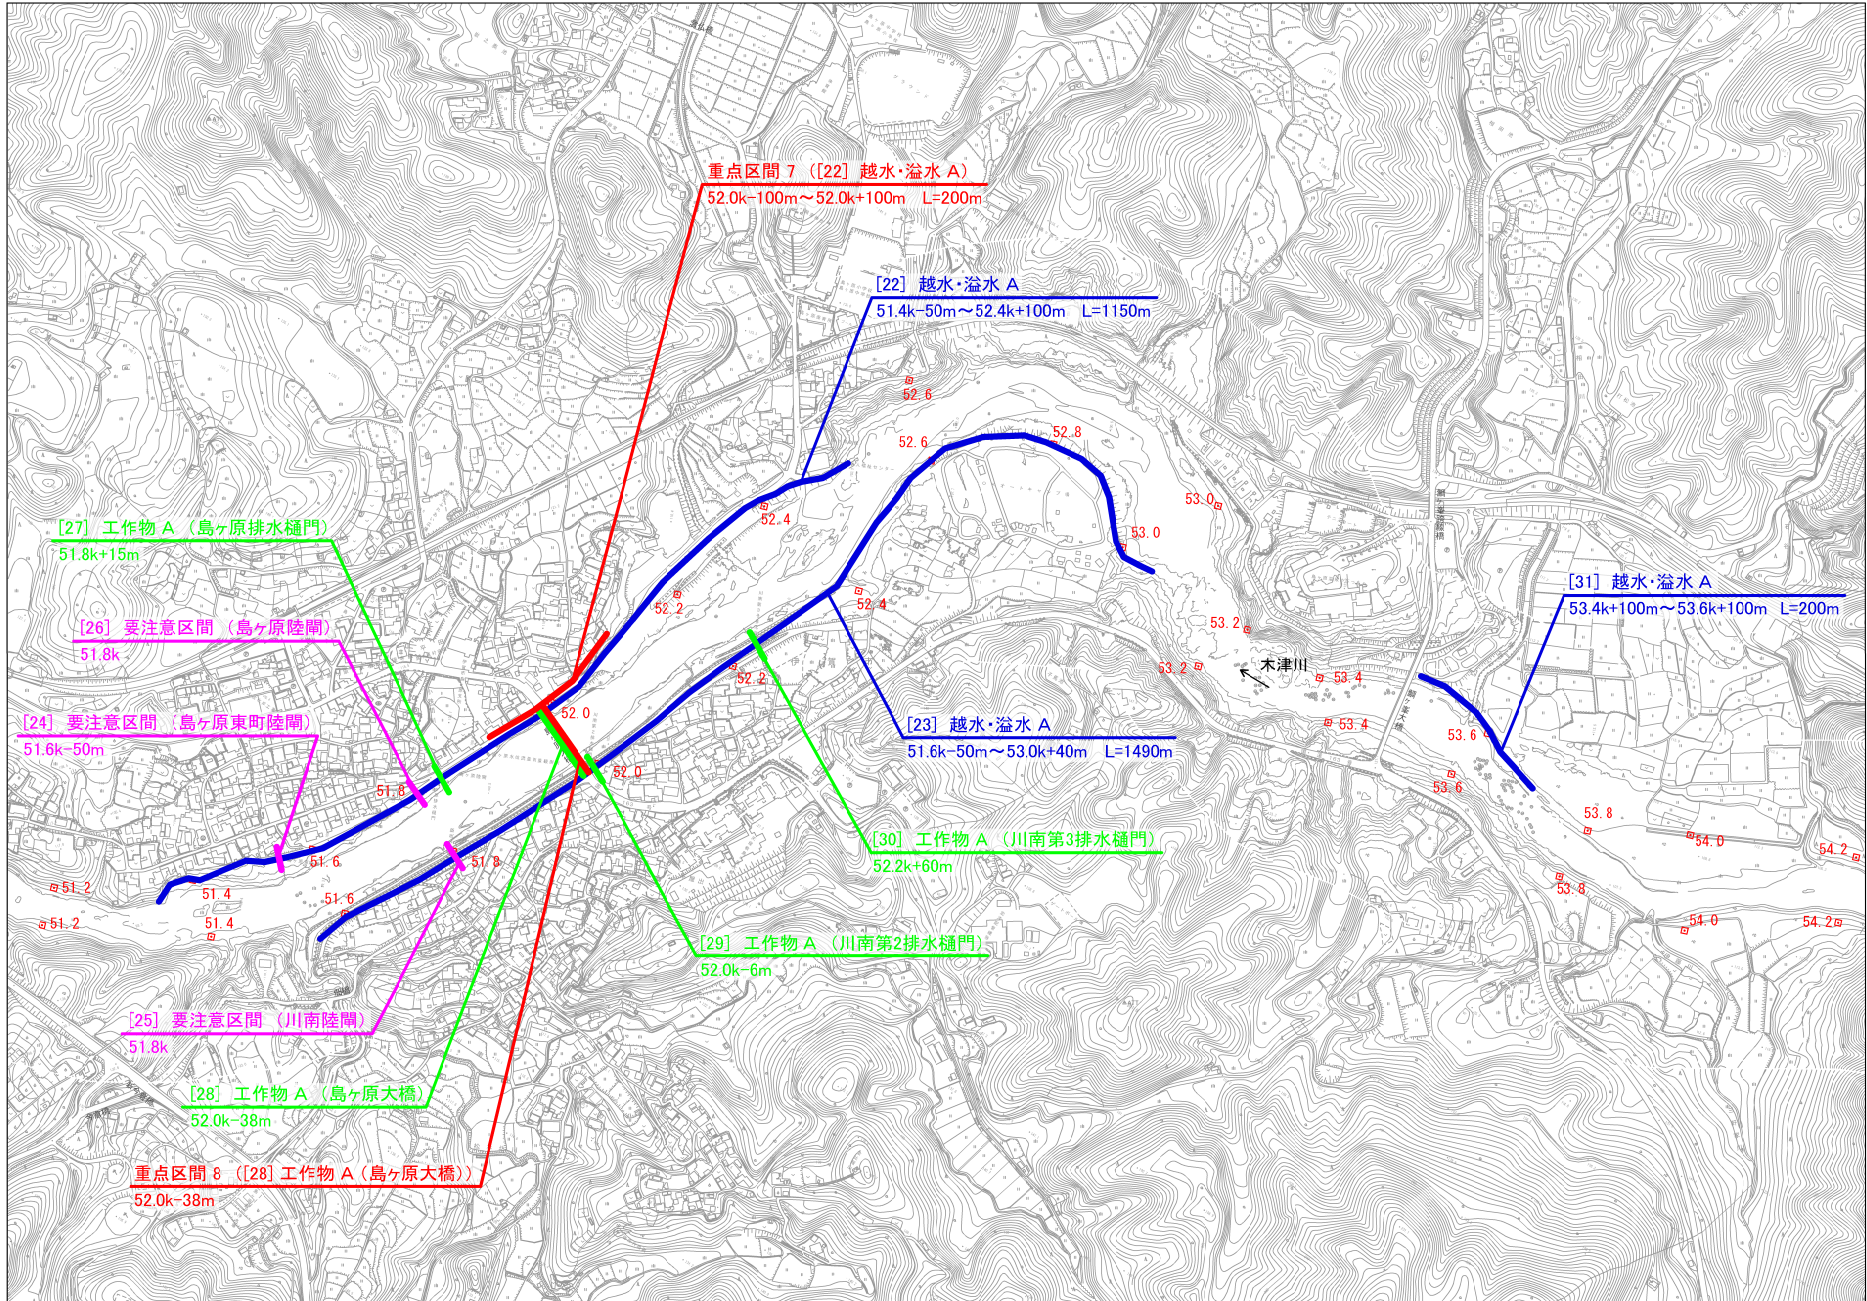 重点区間 7 （[22] 越水・溢水 A）
52.0k-100m～52.0k+100m L=200m
[22] 越水・溢水 A
51.4k-50m～52.4k+100m L=1150m
52.6
52.6
52.8
53.0
52.4
53.0
[27] 工作物 A （島ヶ原排水樋門）
51.8k+15m
[31] 越水・溢水 A
53.4k+100m～53.6k+100m L=200m
52.2
52.4
[26] 要注意区間 （島ヶ原陸閘）
51.8k
53.2
53.2
木津川
53.4
52.2
[24] 要注意区間 （島ヶ原東町陸閘）
51.6k-50m
52.0
[23] 越水・溢水 A
51.6k-50m～53.0k+40m L=1490m
53.4
53.6
52.0
53.6
51.8
53.8
[30] 工作物 A （川南第3排水樋門）
52.2k+60m
54.0
54.2
51.6
51.8
51.2
51.4
51.6
53.8
51.2
51.4
54.0
54.2
[29] 工作物 A （川南第2排水樋門）
52.0k-6m
[25] 要注意区間 （川南陸閘）
51.8k
[28] 工作物 A （島ヶ原大橋）
52.0k-38m
重点区間 8 （[28] 工作物 A（島ヶ原大橋））
52.0k-38m